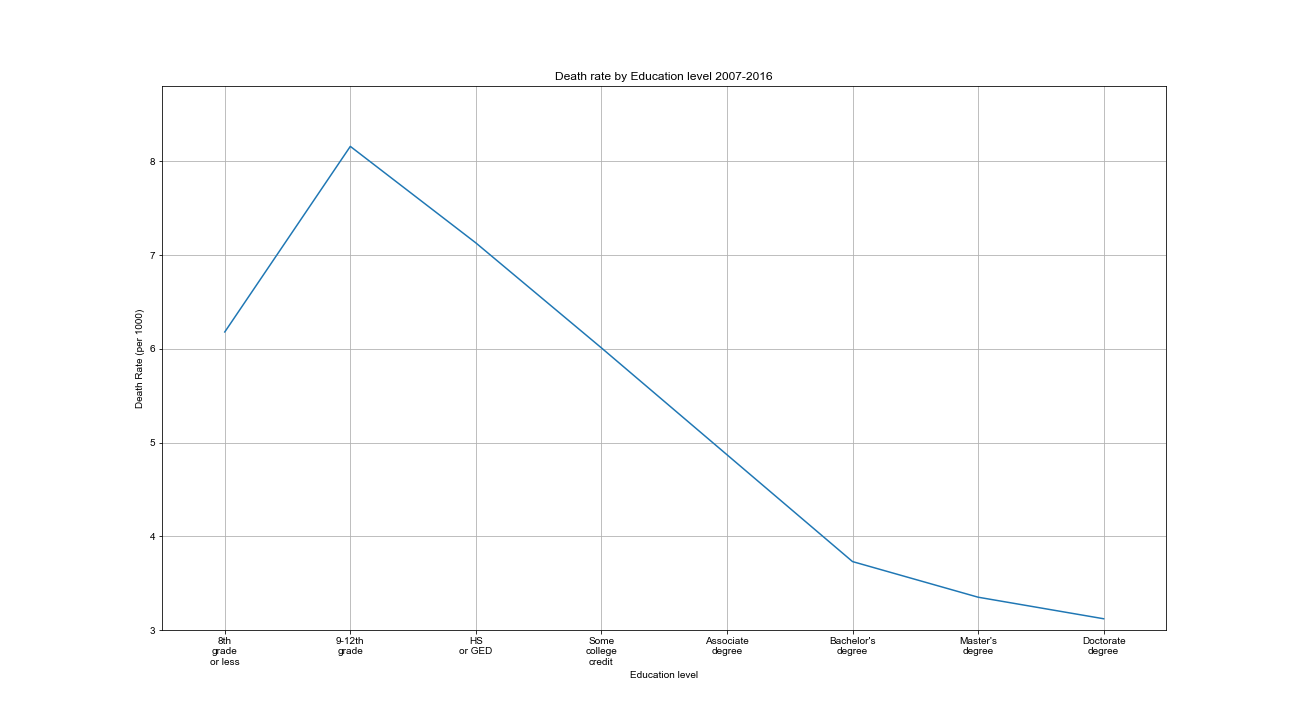 Death rate by Education level 2007-2016
Death Rate (per 1000)
8
7
6
5
4
3
8th
grade
or less
9-12th
grade
HS
or GED
Some
college
credit
Associate
degree
Bachelor's
degree
Master's
degree
Doctorate
degree
Education level